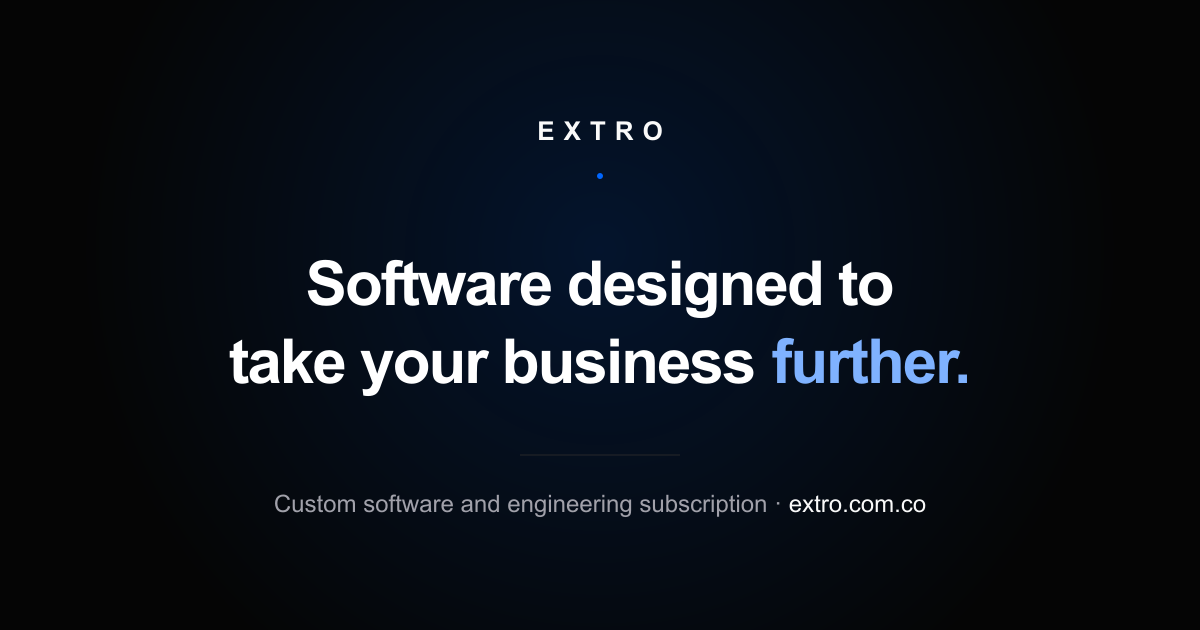 EXTRO
Software designed to
take your business further.
Custom software and engineering subscription · extro.com.co